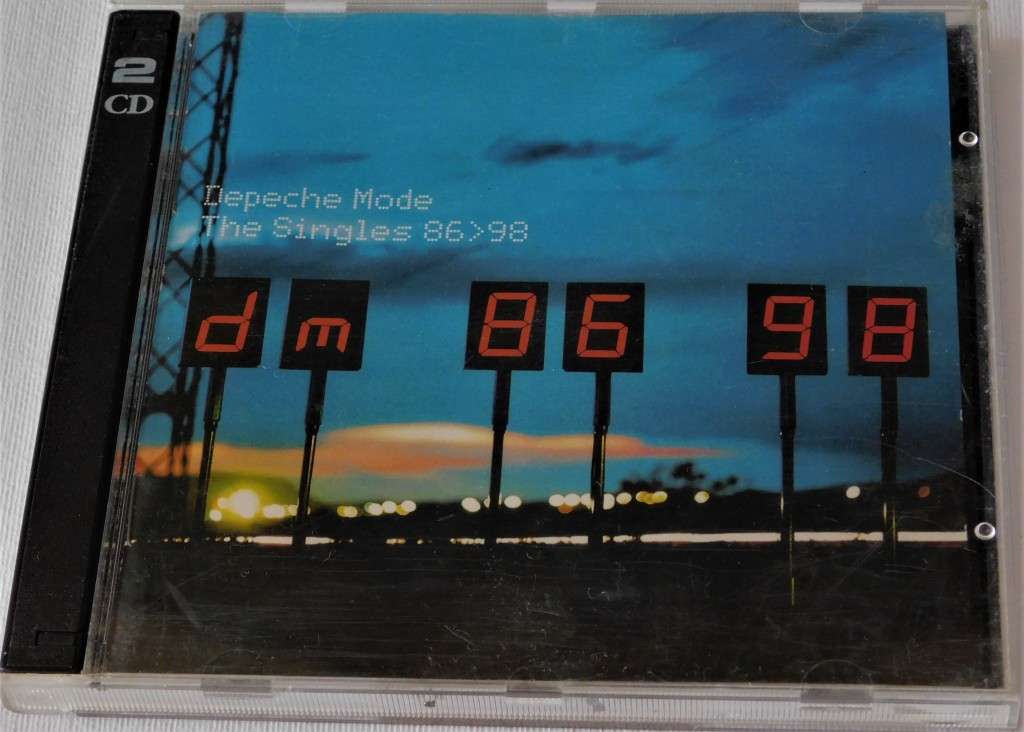 2
CD
Depeche Mode
The Singles 86>98
dm 86 98